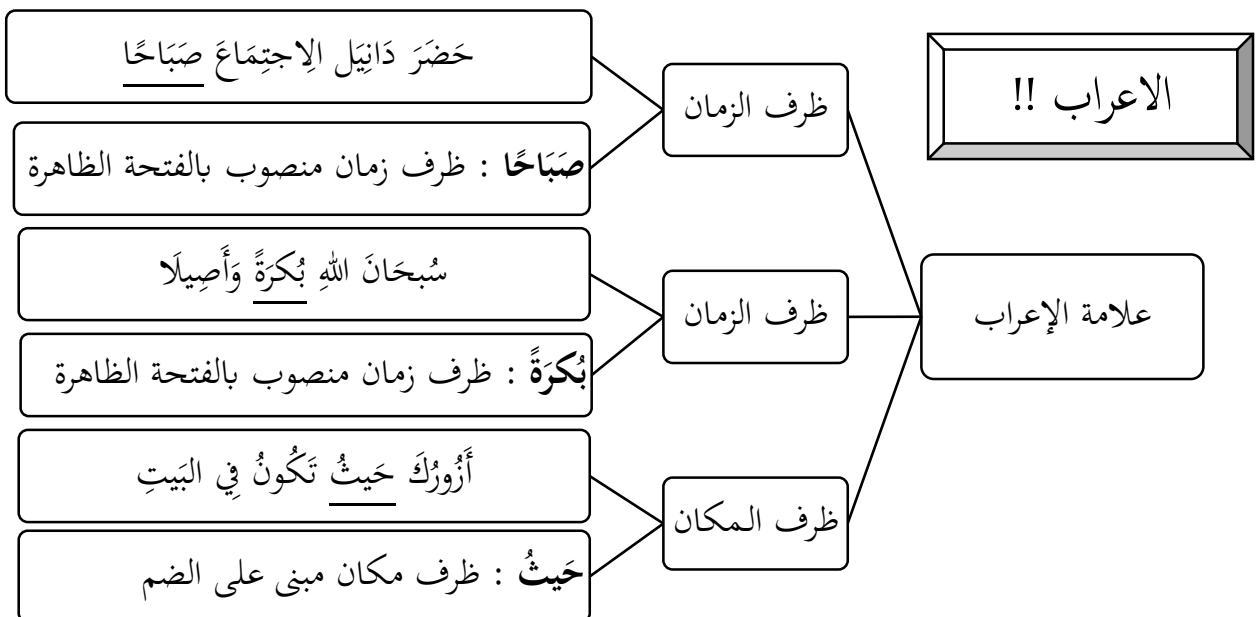 الاعراب !!
علامة الإعراب
ظرف الزمان
حَضَرَ دَانِيَل الِاجتِمَاعَ صَبَاحًا
صَبَاحًا : ظرف زمان منصوب بالفتحة الظاهرة
ظرف الزمان
سُبحَانَ اللهِ بُكرَةً وَأَصِيلَا
بُكرَةً : ظرف زمان منصوب بالفتحة الظاهرة
ظرف المكان
أَزُورُكَ حَيثُ تَكُونُ فِي البَيتِ
حَيثُ : ظرف مكان مبنى على الضم